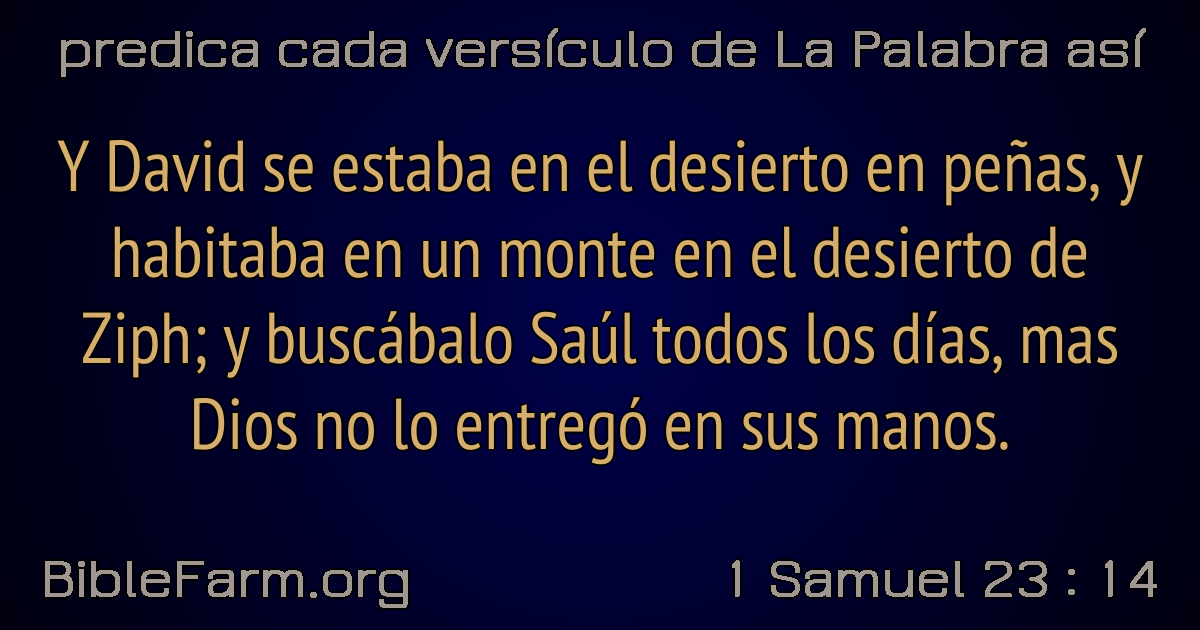 predica cada versículo de La Palabra así
Y David se estaba en el desierto en peñas, y
habitaba en un monte en el desierto de
Ziph; y buscábalo Saúl todos los días, mas
Dios no lo entregó en sus manos.
BibleFarm.org
1 Samuel 23 : 14